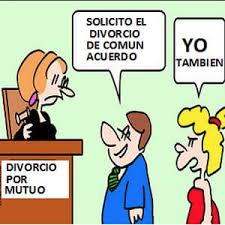 SOLICITO EL
DIVORCIO
DE COMUN
ACUERDO
YO
TAMBIEN
DIVORCIO
POR
MUTUO